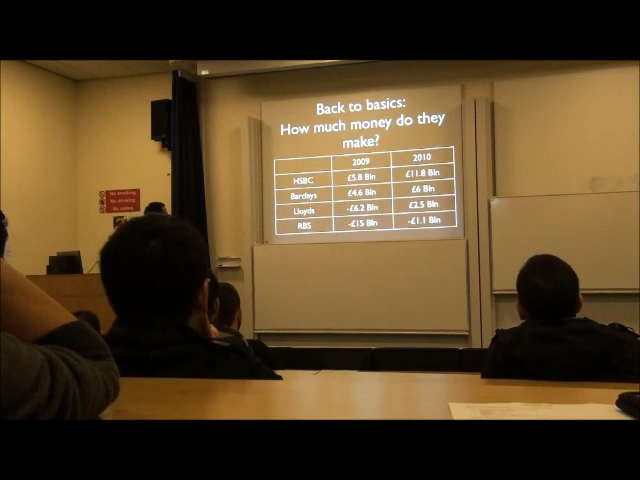 Back to basics:
How much money do they
make?
2009 2010
HSBC £5.8 Bln £11.8 Bln
Barclays £4.6 Bln £6 Bln
Lloyds -£6.2 Bln £2.5 Bln
RBS -£15 Bln -£1.1 Bln
No smoking
No drinking